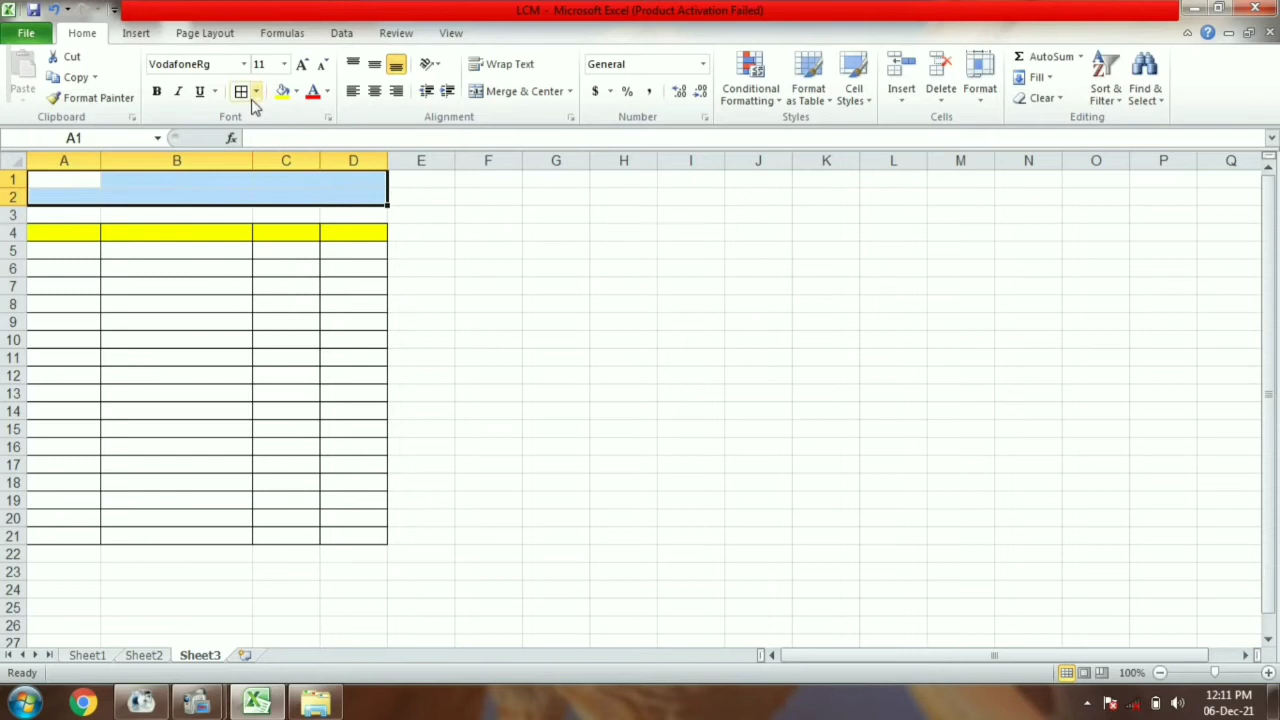 LCM - Microsoft Excel (Product Activation Failed)
File Home Insert Page Layout Formulas Data Review View
Paste
Cut
Copy
Format Painter
Clipboard
VodafoneRg 11 A A
B I U A
Font
Wrap Text
Merge & Center
Alignment
General
$ % ,
Number
Conditional Formatting
Format as Table
Cell Styles
Styles
Insert
Delete
Format
Cells
Σ AutoSum
Fill
Clear
Sort & Filter
Find & Select
Editing
A1 fx
A B C D E F G H I J K L M N O P Q
1
2
3
4
5
6
7
8
9
10
11
12
13
14
15
16
17
18
19
20
21
22
23
24
25
26
27
Sheet1 Sheet2 Sheet3
Ready 100%
12:11 PM
06-Dec-21